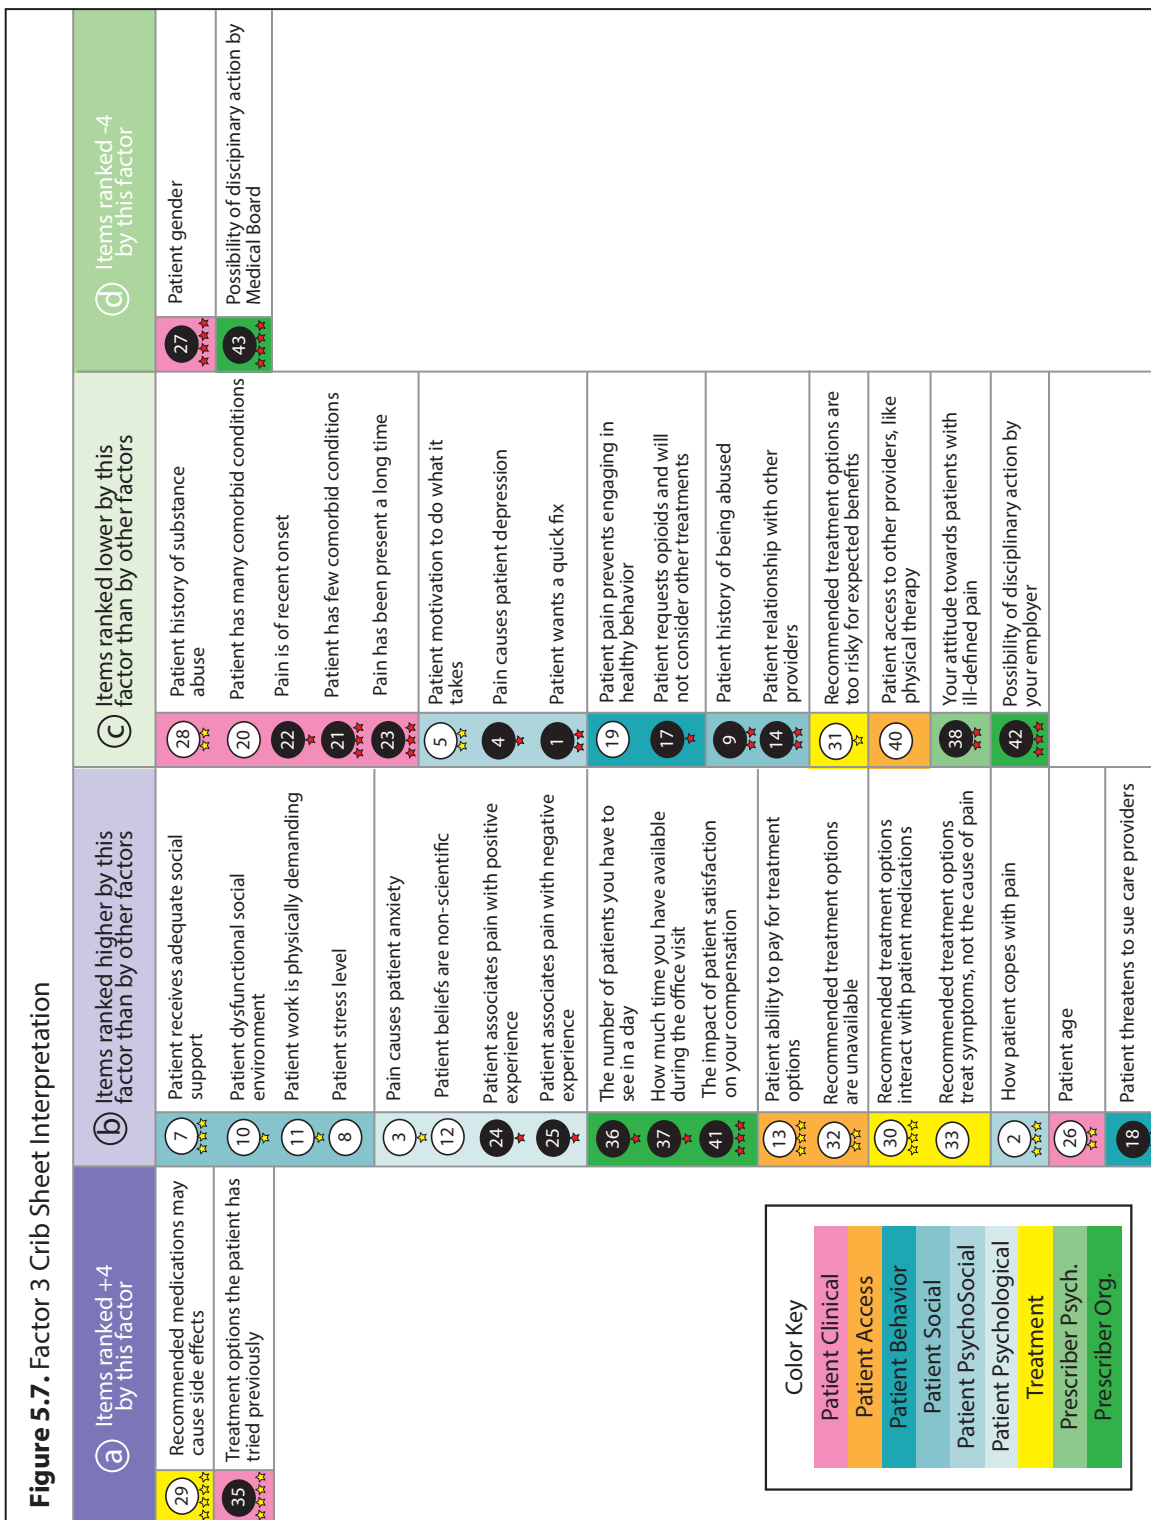 Figure 5.7. Factor 3 Crib Sheet Interpretation
a Items ranked +4
by this factor
29 Recommended medications may
cause side effects
35 Treatment options the patient has
tried previously
b Items ranked higher by this
factor than by other factors
7 Patient receives adequate social
support
10 Patient dysfunctional social
environment
11 Patient work is physically demanding
8 Patient stress level
3 Pain causes patient anxiety
12 Patient beliefs are non-scientific
24 Patient associates pain with positive
experience
25 Patient associates pain with negative
experience
36 The number of patients you have to
see in a day
37 How much time you have available
during the office visit
41 The impact of patient satisfaction
on your compensation
13 Patient ability to pay for treatment
options
32 Recommended treatment options
are unavailable
30 Recommended treatment options
interact with patient medications
33 Recommended treatment options
treat symptoms, not the cause of pain
2 How patient copes with pain
26 Patient age
18 Patient threatens to sue care providers
c Items ranked lower by this
factor than by other factors
28 Patient history of substance
abuse
20 Patient has many comorbid conditions
22 Pain is of recent onset
21 Patient has few comorbid conditions
23 Pain has been present a long time
5 Patient motivation to do what it
takes
4 Pain causes patient depression
1 Patient wants a quick fix
19 Patient pain prevents engaging in
healthy behavior
17 Patient requests opioids and will
not consider other treatments
9 Patient history of being abused
14 Patient relationship with other
providers
31 Recommended treatment options are
too risky for expected benefits
40 Patient access to other providers, like
physical therapy
38 Your attitude towards patients with
ill-defined pain
42 Possibility of disciplinary action by
your employer
d Items ranked -4
by this factor
27 Patient gender
43 Possibility of discipinary action by
Medical Board
Color Key
Patient Clinical
Patient Access
Patient Behavior
Patient Social
Patient PsychoSocial
Patient Psychological
Treatment
Prescriber Psych.
Prescriber Org.